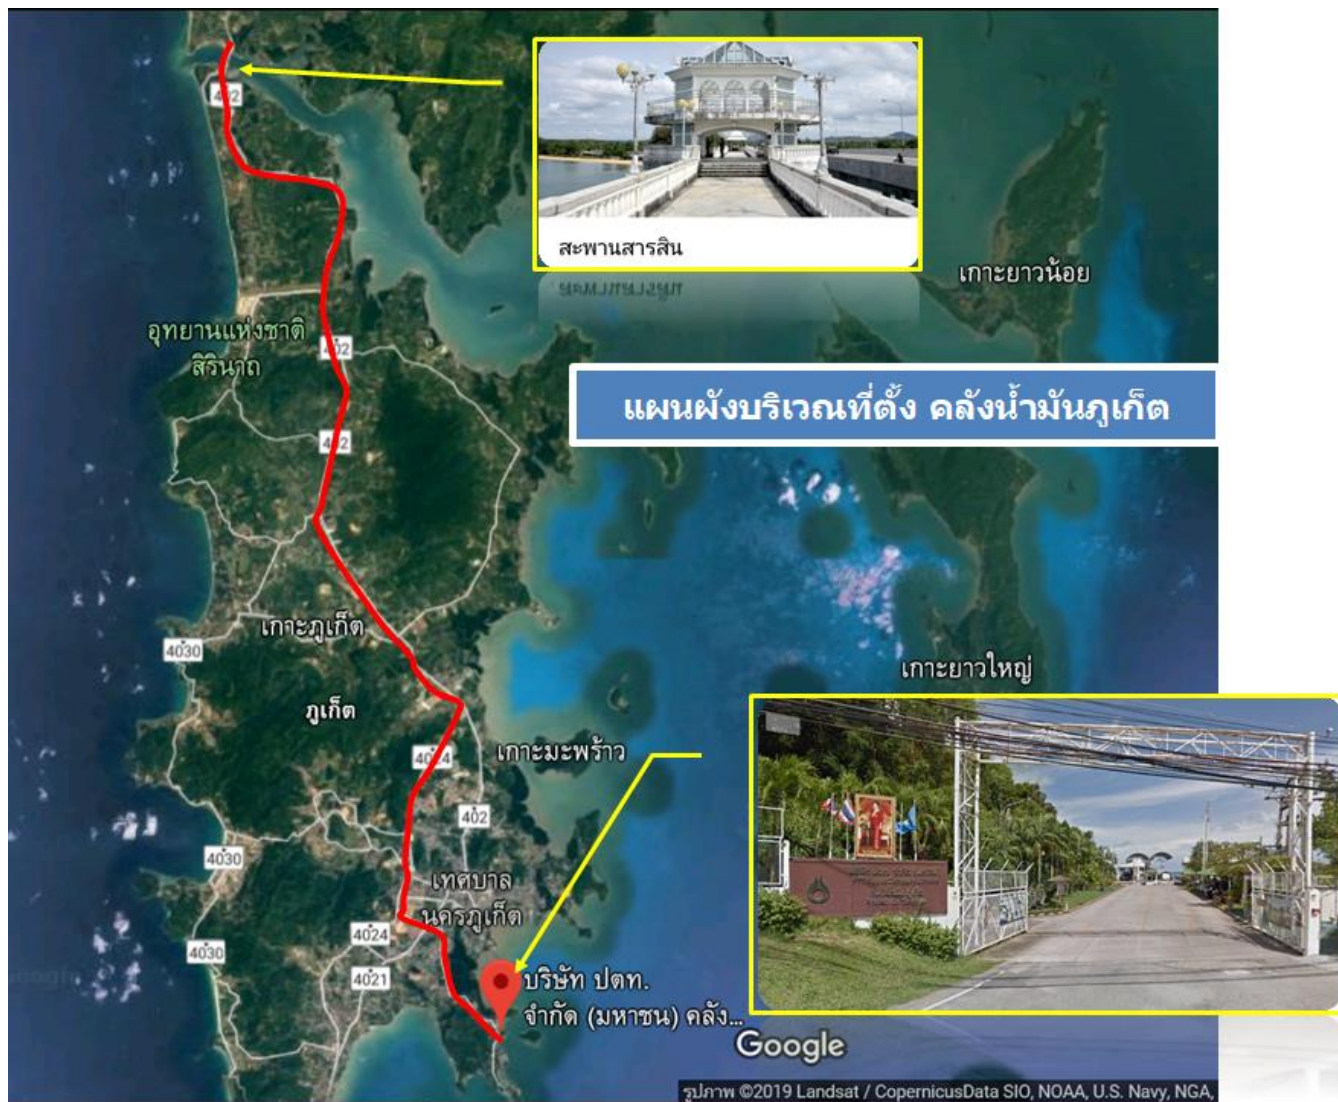 402
สะพานสารสิน
เกาะยาวน้อย
อุทยานแห่งชาติ
สิรินาถ
402
แผนผังบริเวณที่ตั้ง คลังน้ำมันภูเก็ต
402
เกาะภูเก็ต
4030
เกาะยาวใหญ่
ภูเก็ต
เกาะมะพร้าว
4024
402
4030
เทศบาล
นครภูเก็ต
4024
4030
4021
บริษัท ปตท.
จำกัด (มหาชน) คลัง...
Google
รูปภาพ ©2019 Landsat / CopernicusData SIO, NOAA, U.S. Navy, NGA,